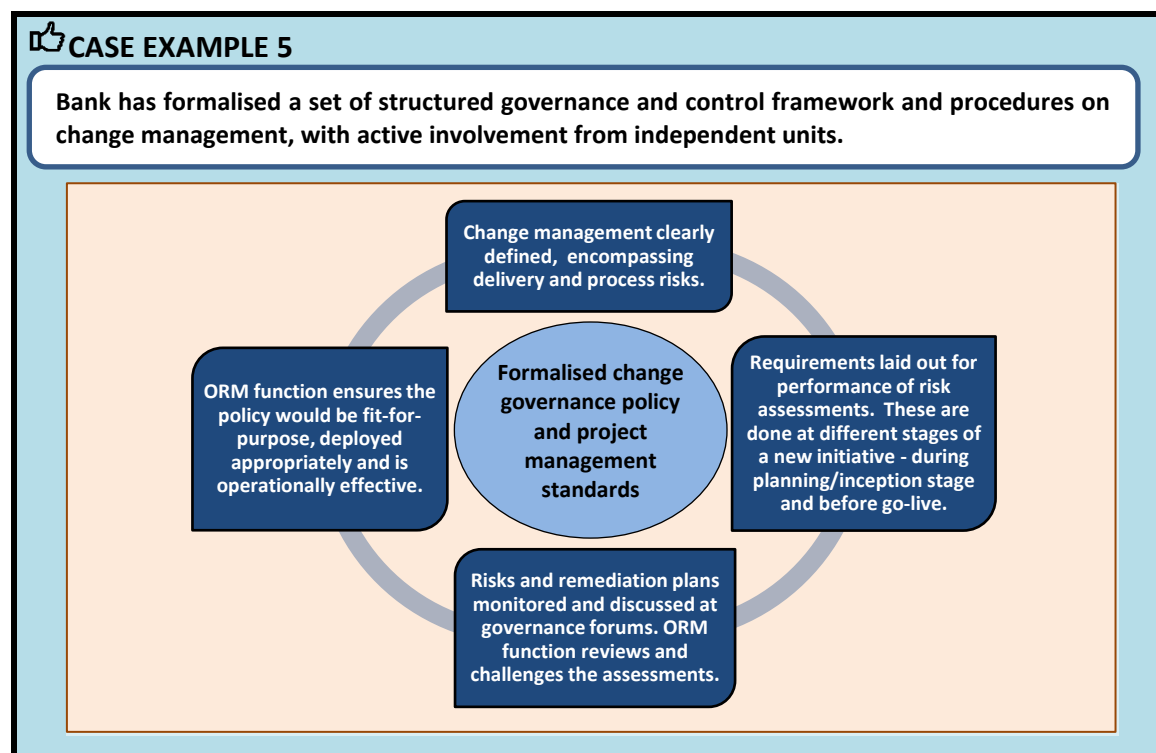 CASE EXAMPLE 5
Bank has formalised a set of structured governance and control framework and procedures on
change management, with active involvement from independent units.
Change management clearly
defined, encompassing
delivery and process risks.
Formalised change
governance policy
and project
management
standards
Requirements laid out for
performance of risk
assessments. These are
done at different stages of
a new initiative - during
planning/inception stage
and before go-live.
ORM function ensures the
policy would be fit-for-
purpose, deployed
appropriately and is
operationally effective.
Risks and remediation plans
monitored and discussed at
governance forums. ORM
function reviews and
challenges the assessments.